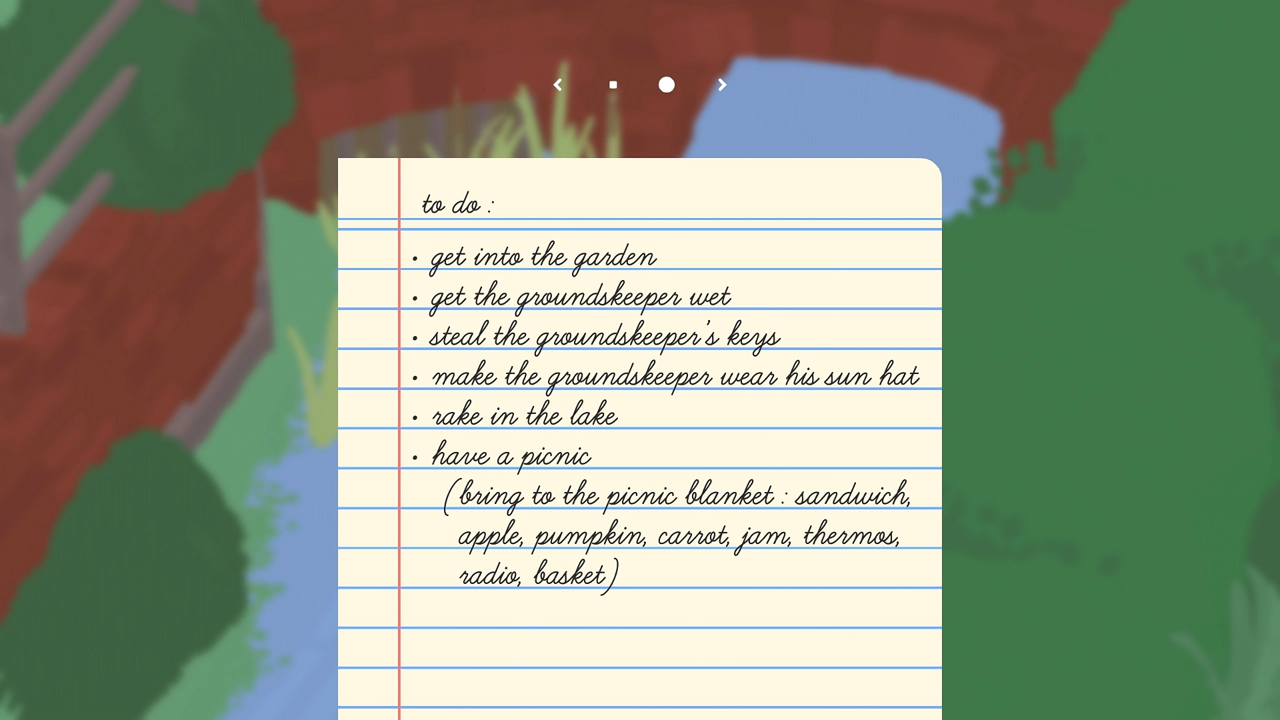 to do :
• get into the garden
• get the groundskeeper wet
• steal the groundskeeper's keys
• make the groundskeeper wear his sun hat
• rake in the lake
• have a picnic
(bring to the picnic blanket : sandwich,
apple, pumpkin, carrot, jam, thermos,
radio, basket)